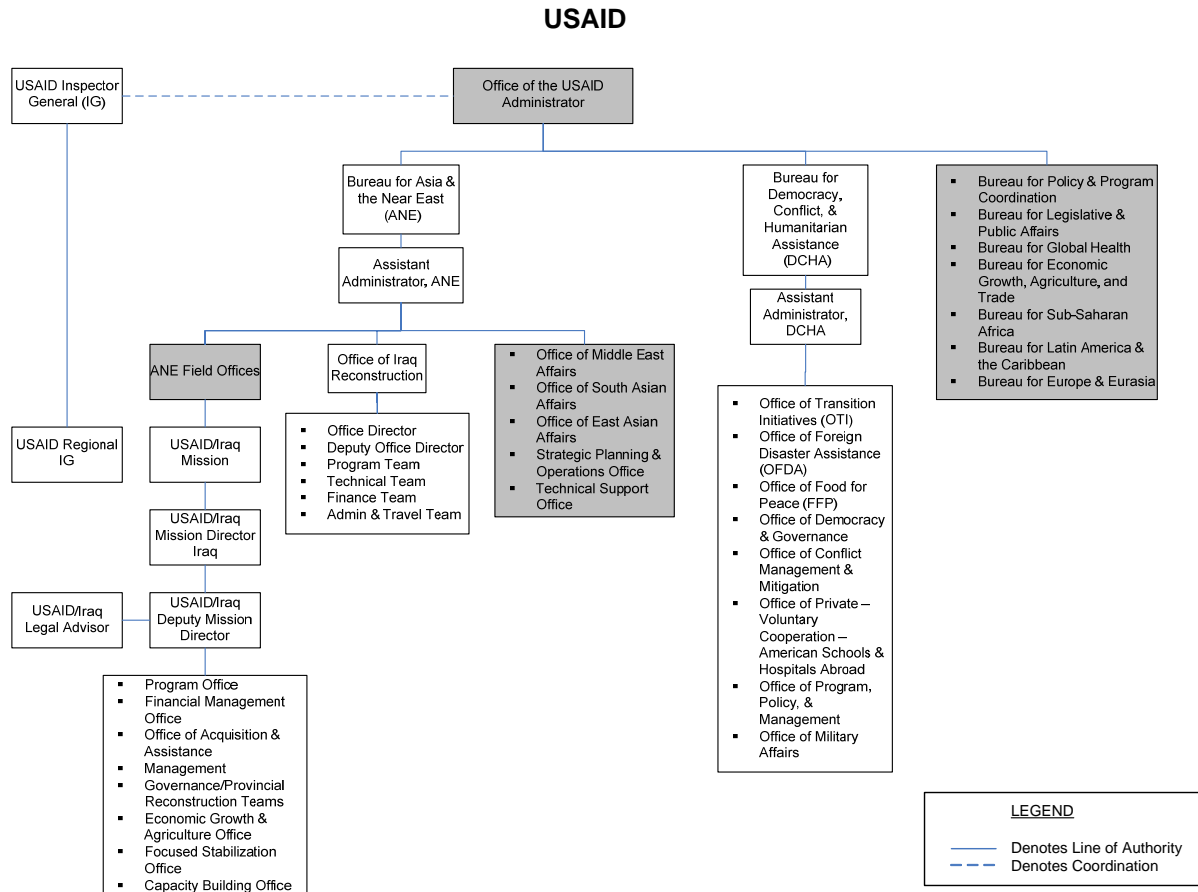 USAID
USAID Inspector
General (IG)
Office of the USAID
Administrator
Bureau for Asia &
the Near East
(ANE)
Bureau for
Democracy,
Conflict, &
Humanitarian
Assistance
(DCHA)
▪ Bureau for Policy & Program
Coordination
▪ Bureau for Legislative &
Public Affairs
▪ Bureau for Global Health
▪ Bureau for Economic
Growth, Agriculture, and
Trade
▪ Bureau for Sub-Saharan
Africa
▪ Bureau for Latin America &
the Caribbean
▪ Bureau for Europe & Eurasia
Assistant
Administrator, ANE
Assistant
Administrator,
DCHA
ANE Field Offices
Office of Iraq
Reconstruction
▪ Office of Middle East
Affairs
▪ Office of South Asian
Affairs
▪ Office of East Asian
Affairs
▪ Strategic Planning &
Operations Office
▪ Technical Support
Office
USAID Regional
IG
USAID/Iraq
Mission
▪ Office Director
▪ Deputy Office Director
▪ Program Team
▪ Technical Team
▪ Finance Team
▪ Admin & Travel Team
▪ Office of Transition
Initiatives (OTI)
▪ Office of Foreign
Disaster Assistance
(OFDA)
▪ Office of Food for
Peace (FFP)
▪ Office of Democracy
& Governance
▪ Office of Conflict
Management &
Mitigation
▪ Office of Private –
Voluntary
Cooperation –
American Schools &
Hospitals Abroad
▪ Office of Program,
Policy, &
Management
▪ Office of Military
Affairs
USAID/Iraq
Mission Director
Iraq
USAID/Iraq
Legal Advisor
USAID/Iraq
Deputy Mission
Director
▪ Program Office
▪ Financial Management
Office
▪ Office of Acquisition &
Assistance
▪ Management
▪ Governance/Provincial
Reconstruction Teams
▪ Economic Growth &
Agriculture Office
▪ Focused Stabilization
Office
▪ Capacity Building Office
LEGEND
Denotes Line of Authority
Denotes Coordination